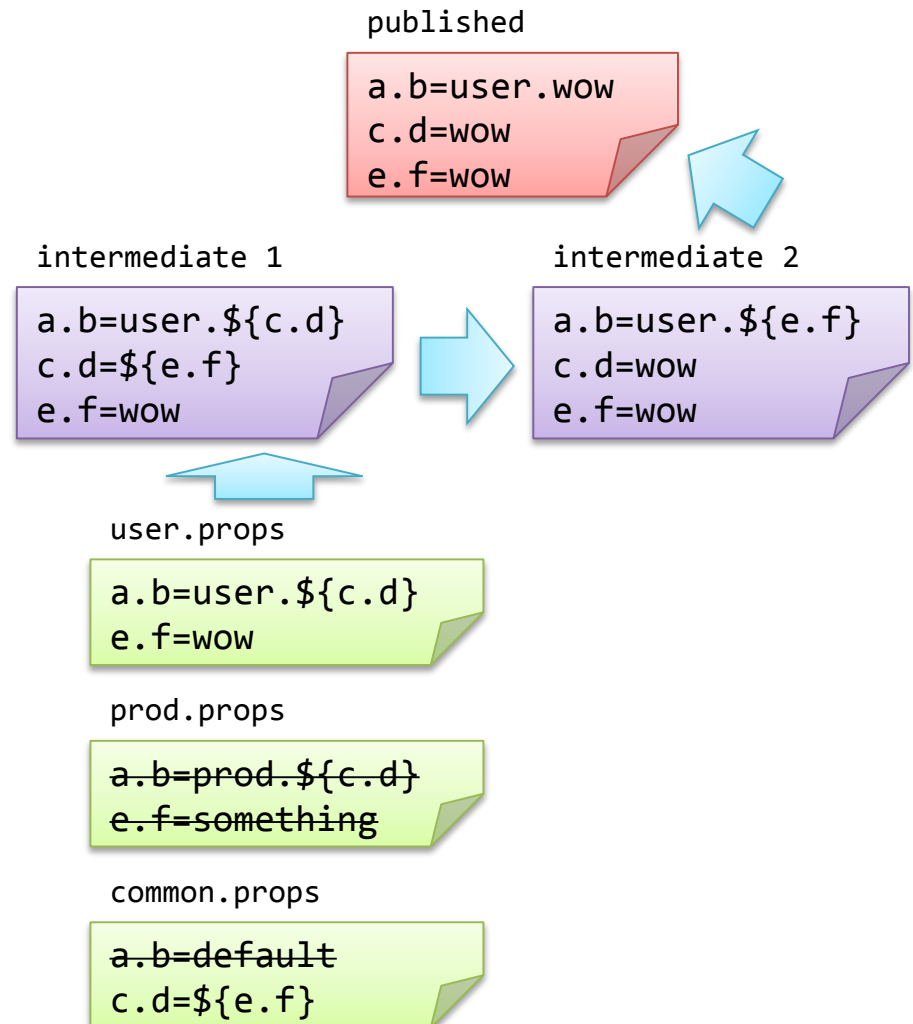 published
a.b=user.wow
c.d=wow
e.f=wow
intermediate 1
a.b=user.${c.d}
c.d=${e.f}
e.f=wow
intermediate 2
a.b=user.${e.f}
c.d=wow
e.f=wow
user.props
a.b=user.${c.d}
e.f=wow
prod.props
a.b=prod.${c.d}
e.f=something
common.props
a.b=default
c.d=${e.f}